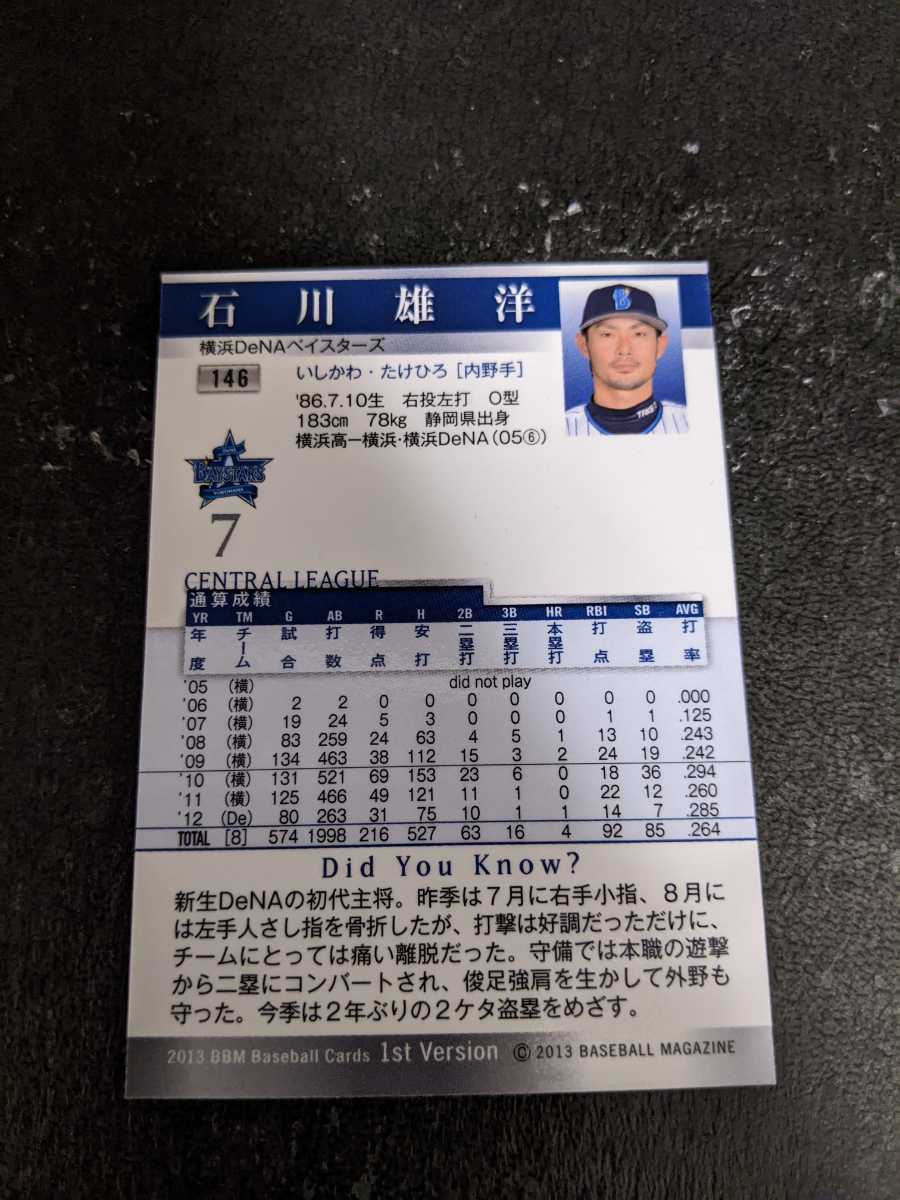 石川雄洋
横浜DeNAベイスターズ
146
いしかわ・たけひろ [内野手]
'86.7.10生 右投左打 O型
183cm 78kg 静岡県出身
横浜高ー横浜・横浜DeNA(05⑥)
BAYSTARS
YOKOHAMA
7
CENTRAL LEAGUE
通算成績
YR TM G AB R H 2B 3B HR RBI SB AVG
年度 チーム 試合 打数 得点 安打 二塁打 三塁打 本塁打 打点 盗塁 打率
'05 (横) did not play
'06 (横) 2 2 0 0 0 0 0 0 0 .000
'07 (横) 19 24 5 3 0 0 0 1 1 .125
'08 (横) 83 259 24 63 4 5 1 13 10 .243
'09 (横) 134 463 38 112 15 3 2 24 19 .242
'10 (横) 131 521 69 153 23 6 0 18 36 .294
'11 (横) 125 466 49 121 11 1 0 22 12 .260
'12 (De) 80 263 31 75 10 1 1 14 7 .285
TOTAL [8] 574 1998 216 527 63 16 4 92 85 .264
Did You Know?
新生DeNAの初代主将。昨季は7月に右手小指、8月に
は左手人さし指を骨折したが、打撃は好調だっただけに、
チームにとっては痛い離脱だった。守備では本職の遊撃
から二塁にコンバートされ、俊足強肩を生かして外野も
守った。今季は2年ぶりの2ケタ盗塁をめざす。
2013 BBM Baseball Cards 1st Version © 2013 BASEBALL MAGAZINE